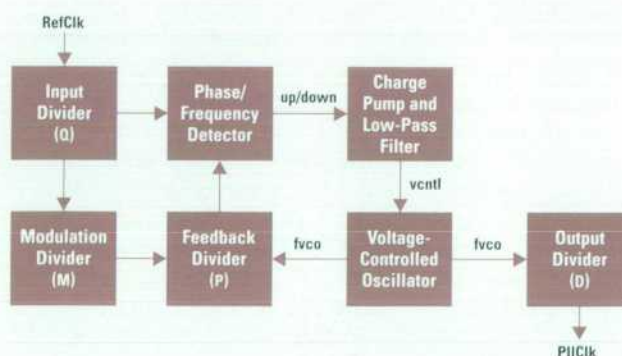 RefClk
Input
Divider
(Q)
Phase/
Frequency
Detector
up/down
Charge
Pump and
Low-Pass
Filter
vcntl
Modulation
Divider
(M)
Feedback
Divider
(P)
fvco
Voltage-
Controlled
Oscillator
fvco
Output
Divider
(D)
PllClk